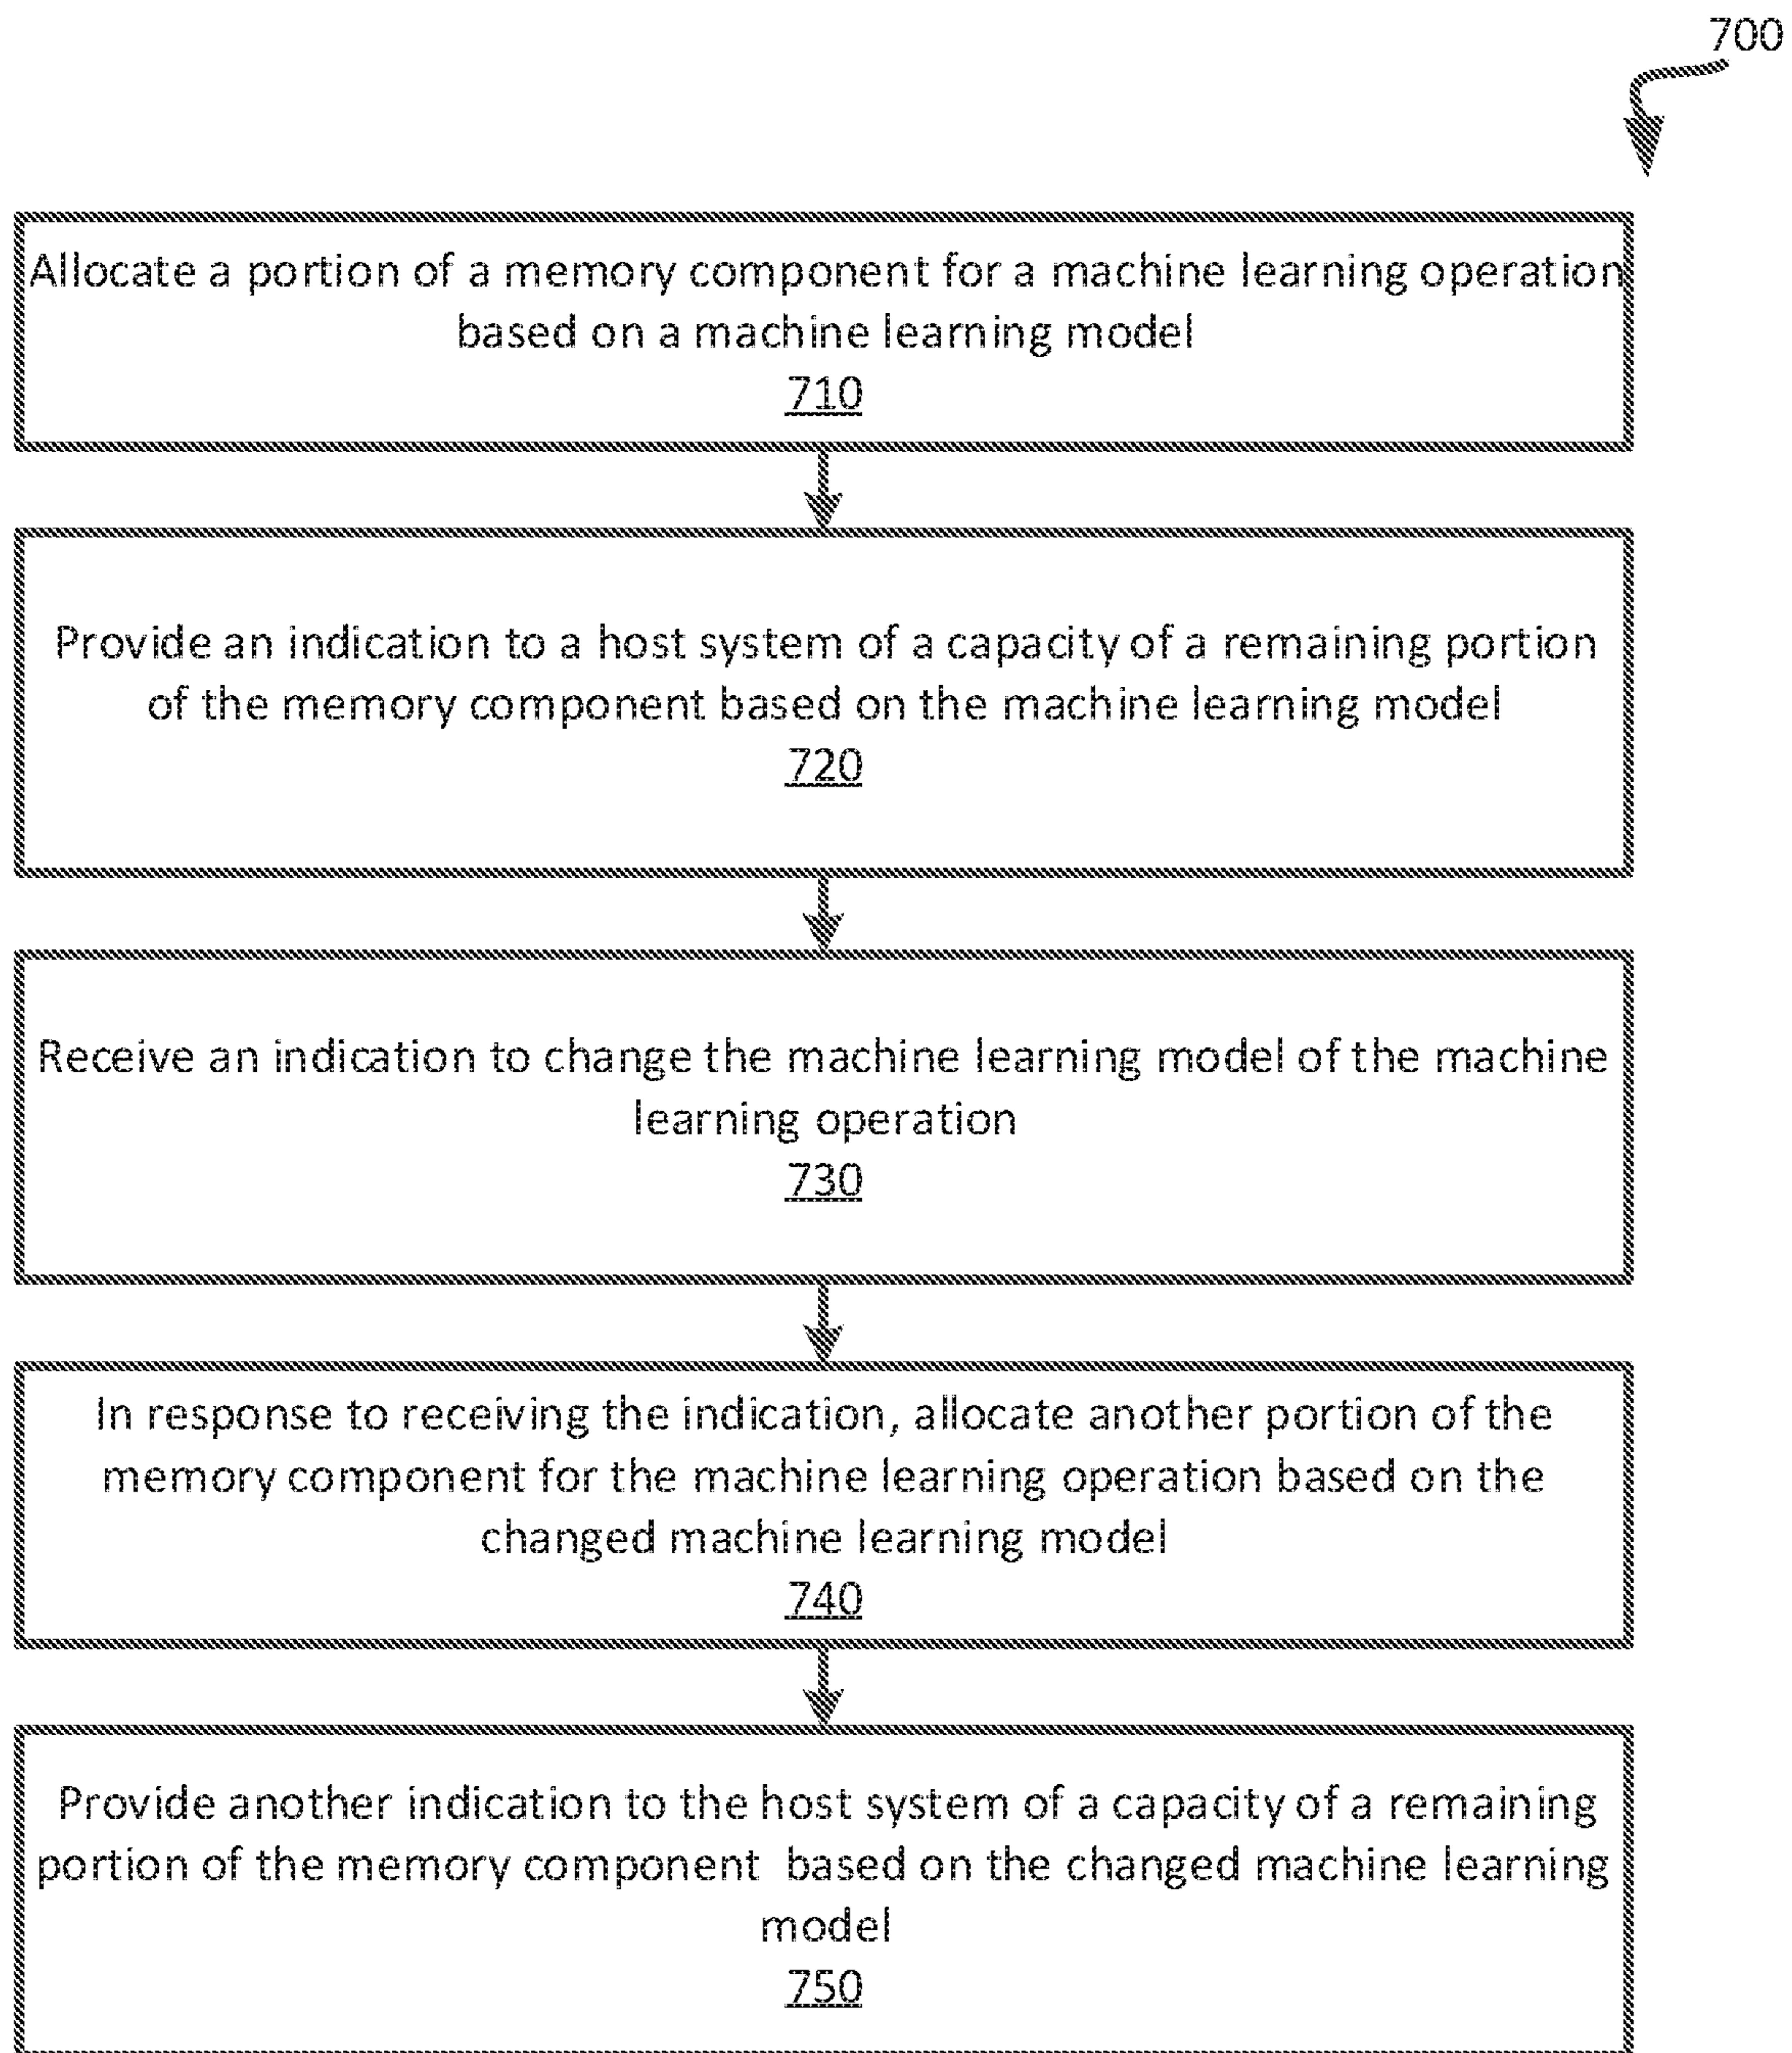 700
Allocate a portion of a memory component for a machine learning operation
based on a machine learning model
710
Provide an indication to a host system of a capacity of a remaining portion
of the memory component based on the machine learning model
720
Receive an indication to change the machine learning model of the machine
learning operation
730
In response to receiving the indication, allocate another portion of the
memory component for the machine learning operation based on the
changed machine learning model
740
Provide another indication to the host system of a capacity of a remaining
portion of the memory component based on the changed machine learning
model
750